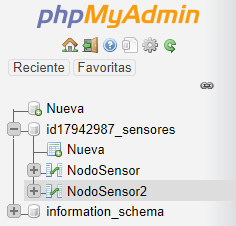 phpMyAdmin
Reciente Favoritas
Nueva
id17942987_sensores
Nueva
NodoSensor
NodoSensor2
information_schema